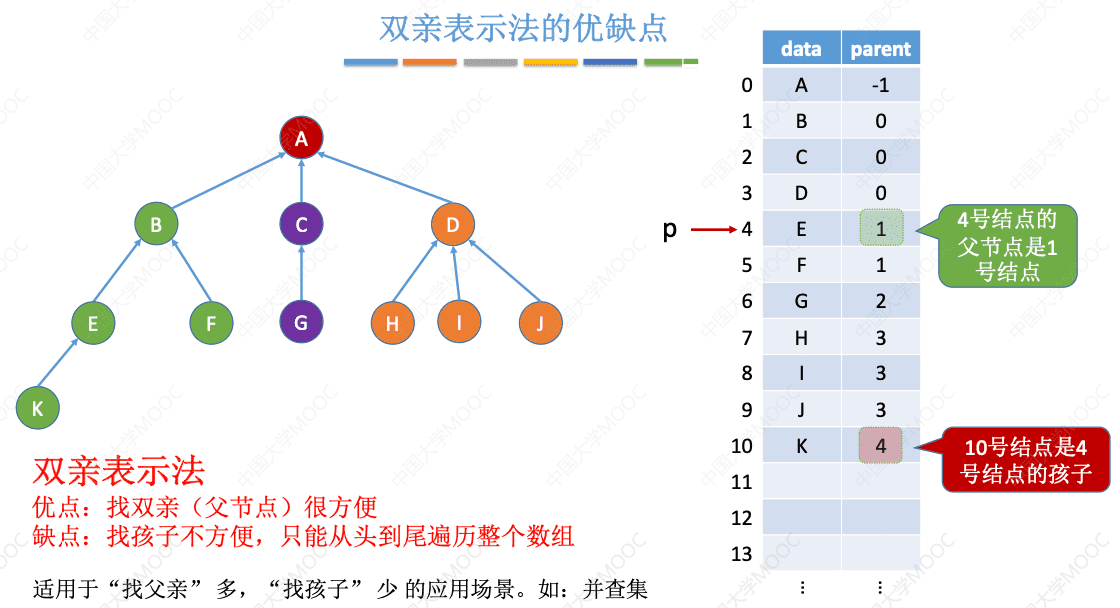 双亲表示法的优缺点
data parent
0 A -1
1 B 0
2 C 0
3 D 0
p 4 E 1
5 F 1
6 G 2
7 H 3
8 I 3
9 J 3
10 K 4
11
12
13
⋮ ⋮
4号结点的
父节点是1
号结点
10号结点是4
号结点的孩子
A
B C D
E F G H I J
K
双亲表示法
优点：找双亲（父节点）很方便
缺点：找孩子不方便，只能从头到尾遍历整个数组
适用于“找父亲” 多，“找孩子” 少 的应用场景。如：并查集
中国大学MOOC